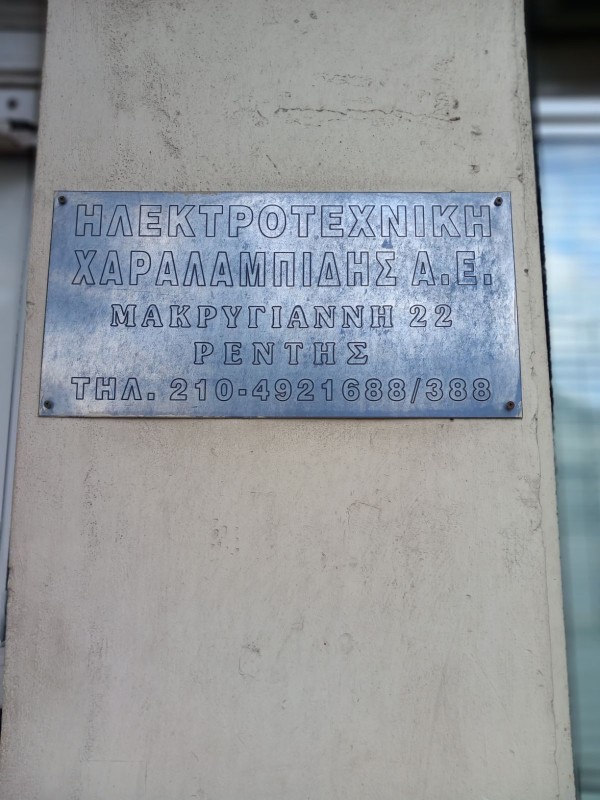 ΗΛΕΚΤΡΟΤΕΧΝΙΚΗ
ΧΑΡΑΛΑΜΠΙΔΗΣ Α.Ε.
ΜΑΚΡΥΓΙΑΝΝΗ 22
ΡΕΝΤΗΣ
ΤΗΛ. 210-4921688/388